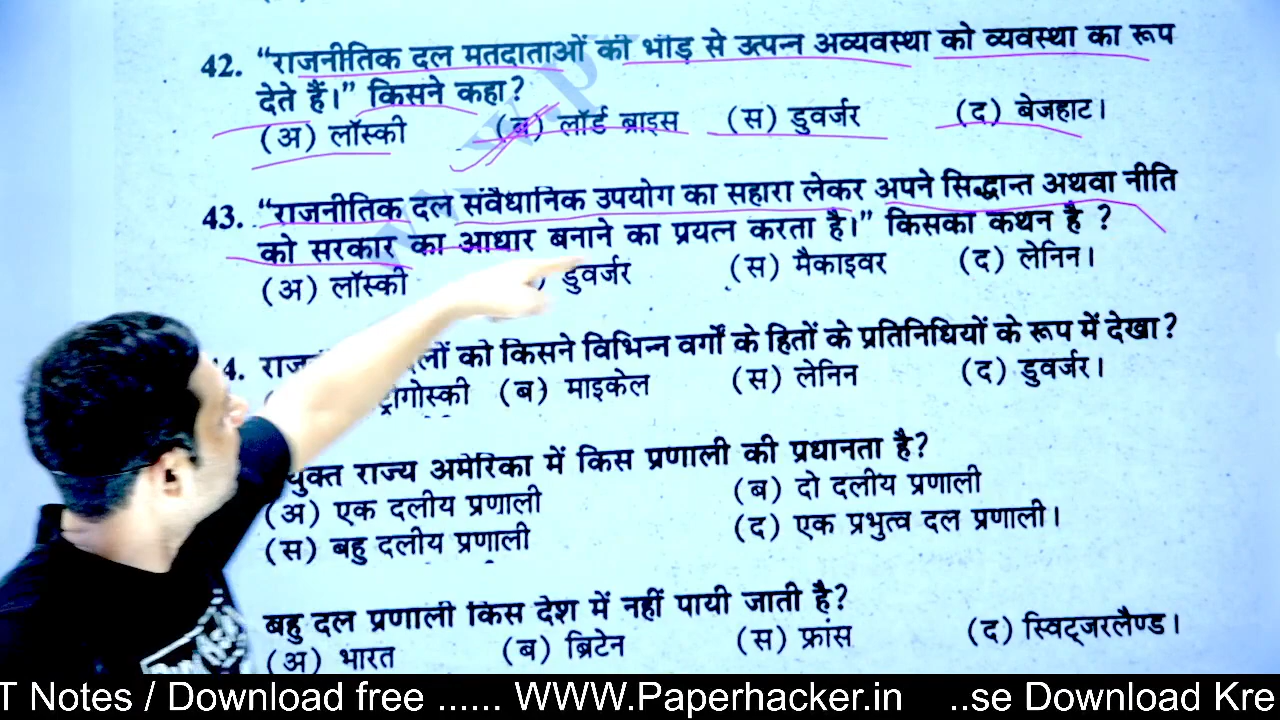 42. “राजनीतिक दल मतदाताओं की भीड़ से उत्पन्न अव्यवस्था को व्यवस्था का रूप
देते हैं।” किसने कहा?
(अ) लॉस्की (ब) लॉर्ड ब्राइस (स) डुवर्जर (द) बेजहाट।
43. “राजनीतिक दल संवैधानिक उपयोग का सहारा लेकर अपने सिद्धान्त अथवा नीति
को सरकार का आधार बनाने का प्रयत्न करता है।” किसका कथन है ?
(अ) लॉस्की ) डुवर्जर (स) मैकाइवर (द) लेनिन।
4. राज लों को किसने विभिन्न वर्गों के हितों के प्रतिनिधियों के रूप में देखा?
ट्रोगोस्की (ब) माइकेल (स) लेनिन (द) डुवर्जर।
युक्त राज्य अमेरिका में किस प्रणाली की प्रधानता है?
(अ) एक दलीय प्रणाली (ब) दो दलीय प्रणाली
(स) बहु दलीय प्रणाली (द) एक प्रभुत्व दल प्रणाली।
बहु दल प्रणाली किस देश में नहीं पायी जाती है?
(अ) भारत (ब) ब्रिटेन (स) फ्रांस (द) स्विट्जरलैण्ड।
T Notes / Download free ...... WWW.Paperhacker.in ..se Download Kre